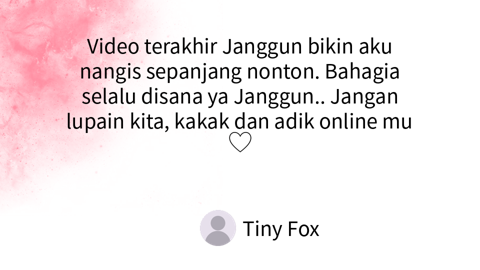 Video terakhir Janggun bikin aku
nangis sepanjang nonton. Bahagia
selalu disana ya Janggun.. Jangan
lupain kita, kakak dan adik online mu
♡
Tiny Fox